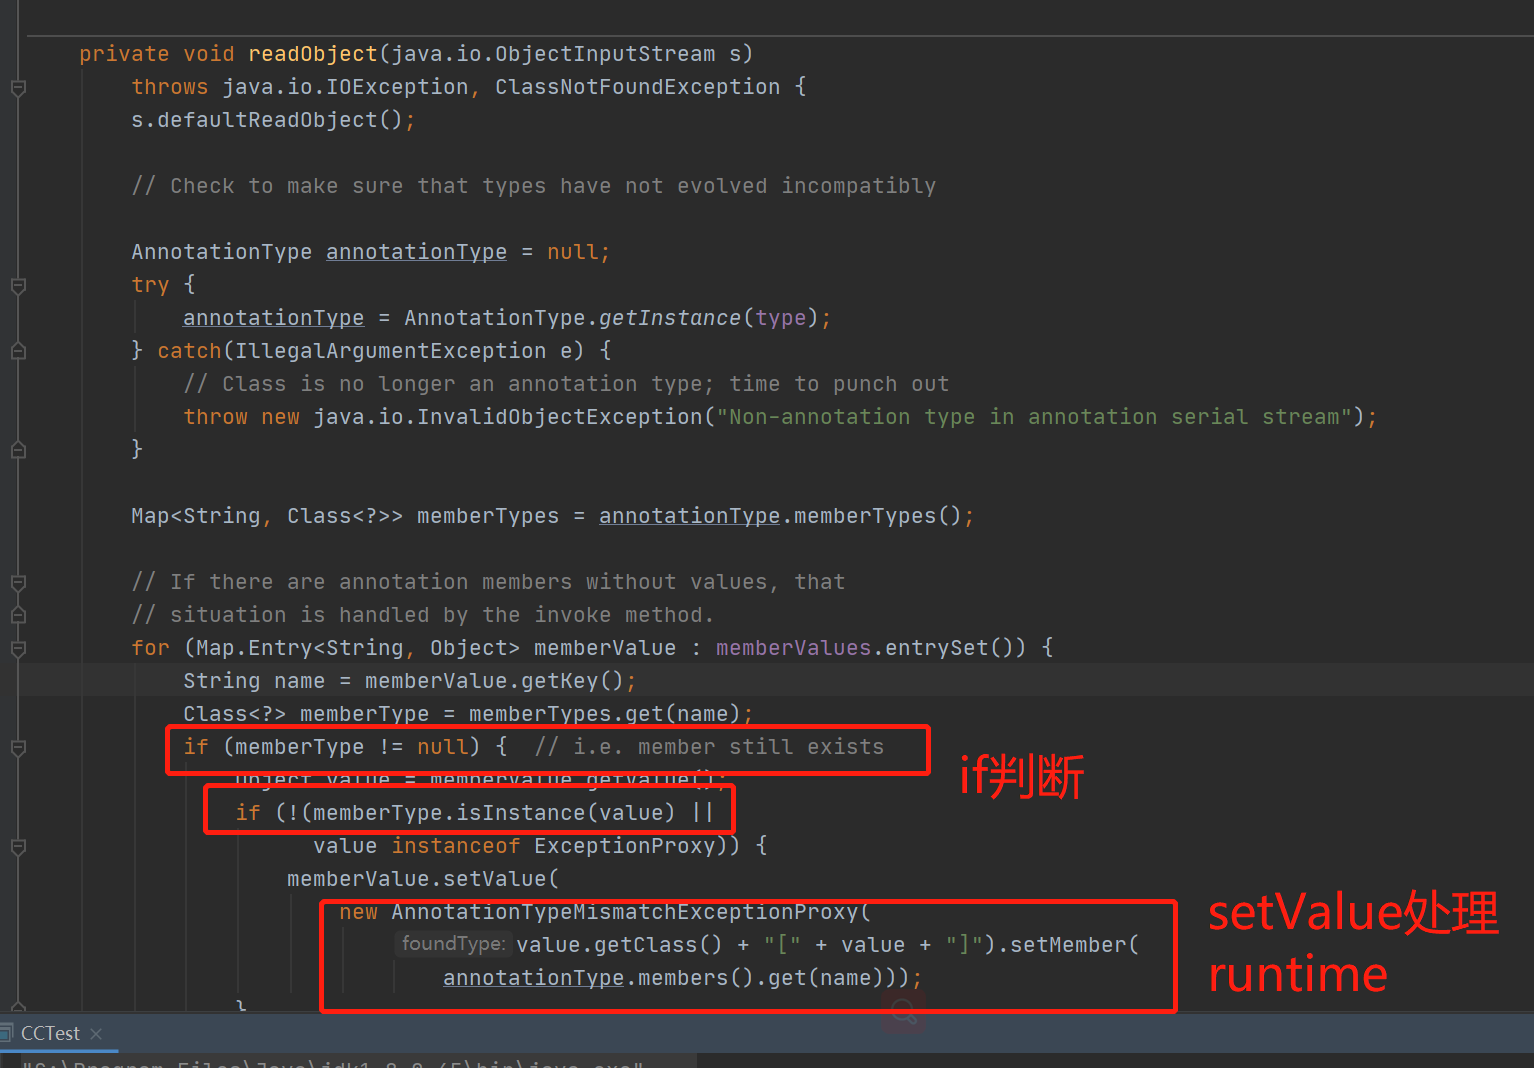 private void readObject(java.io.ObjectInputStream s)
throws java.io.IOException, ClassNotFoundException {
s.defaultReadObject();
// Check to make sure that types have not evolved incompatibly
AnnotationType annotationType = null;
try {
annotationType = AnnotationType.getInstance(type);
} catch(IllegalArgumentException e) {
// Class is no longer an annotation type; time to punch out
throw new java.io.InvalidObjectException("Non-annotation type in annotation serial stream");
}
Map<String, Class<?>> memberTypes = annotationType.memberTypes();
// If there are annotation members without values, that
// situation is handled by the invoke method.
for (Map.Entry<String, Object> memberValue : memberValues.entrySet()) {
String name = memberValue.getKey();
Class<?> memberType = memberTypes.get(name);
if (memberType != null) {  // i.e. member still exists
if判断
Object value = memberValue.getValue();
if (!(memberType.isInstance(value) ||
value instanceof ExceptionProxy)) {
memberValue.setValue(
new AnnotationTypeMismatchExceptionProxy(
foundType: value.getClass() + "[" + value + "]").setMember(
annotationType.members().get(name)));
setValue处理
runtime
}
CCTest